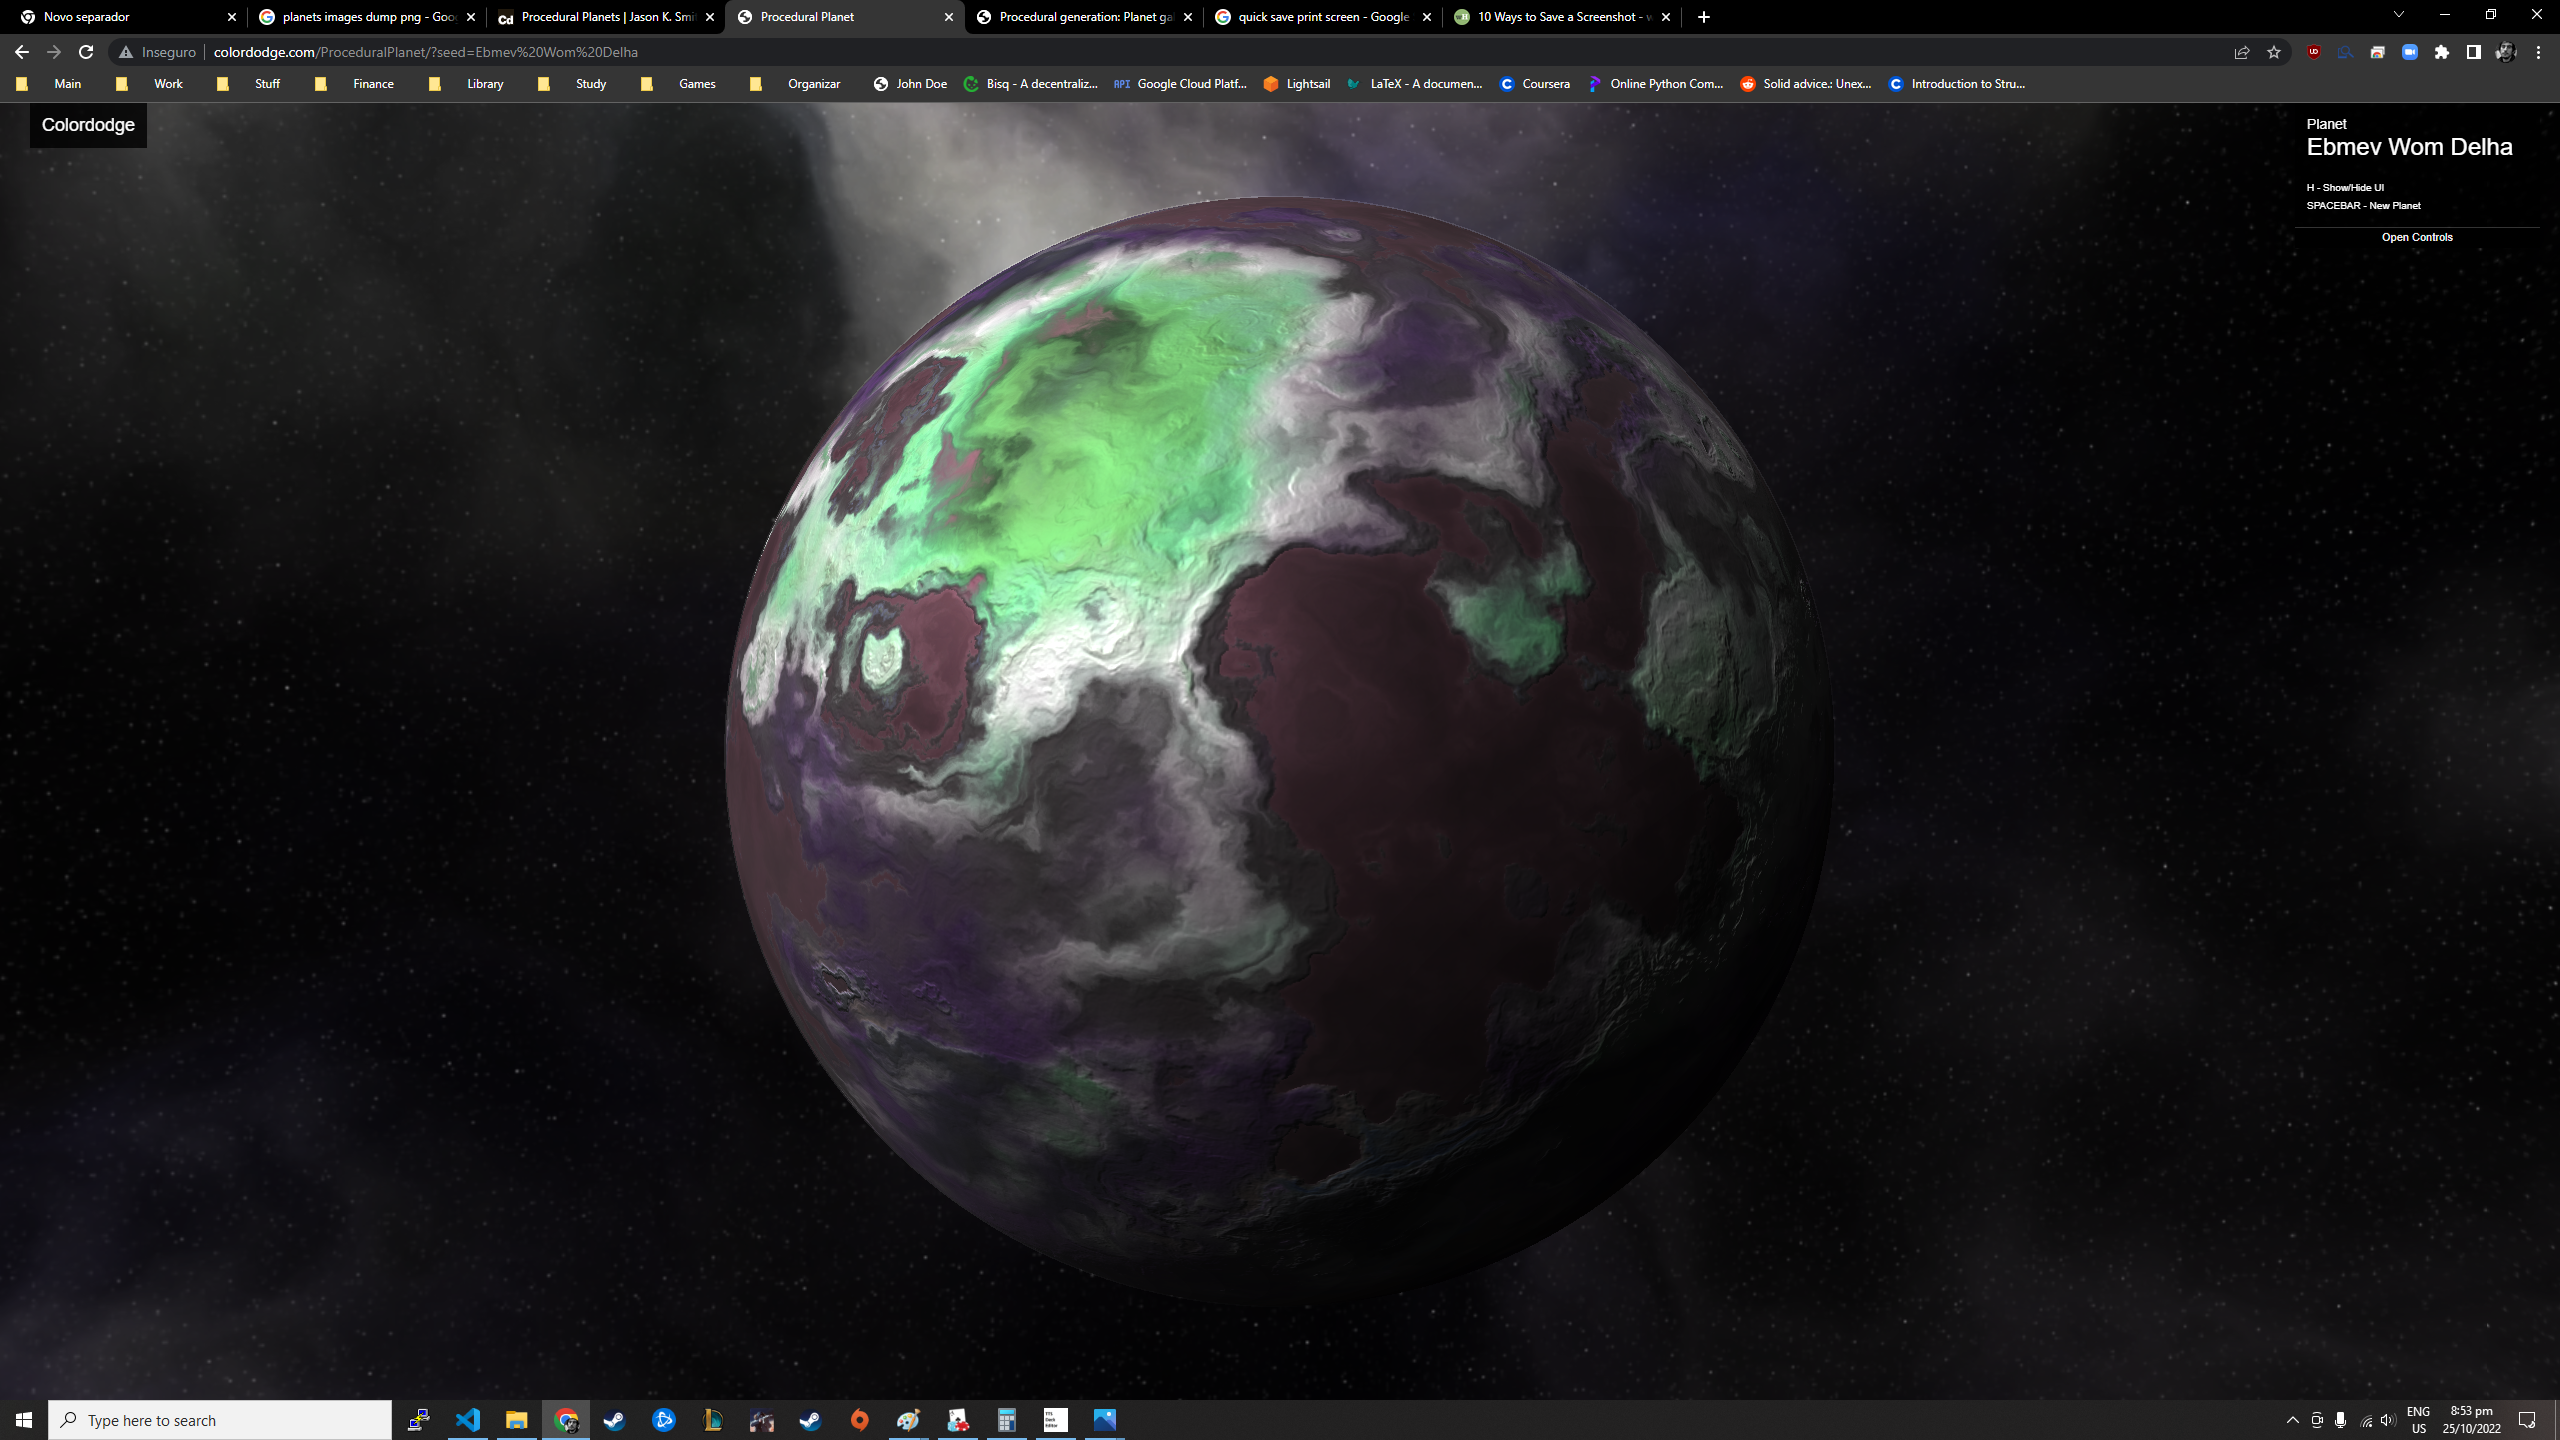 Novo separador
planets images dump png - Goo
Procedural Planets | Jason K. Smi
Procedural Planet
Procedural generation: Planet ga
quick save print screen - Google
10 Ways to Save a Screenshot - w
Inseguro
colordodge.com/ProceduralPlanet/?seed=Ebmev%20Wom%20Delha
Main
Work
Stuff
Finance
Library
Study
Games
Organizar
John Doe
Bisq - A decentraliz...
API
Google Cloud Platf...
Lightsail
LaTeX - A documen...
Coursera
Online Python Com...
Solid advice.: Unex...
Introduction to Stru...
Colordodge
Planet
Ebmev Wom Delha
H - Show/Hide UI
SPACEBAR - New Planet
Open Controls
Type here to search
ENG
US
8:53 pm
25/10/2022